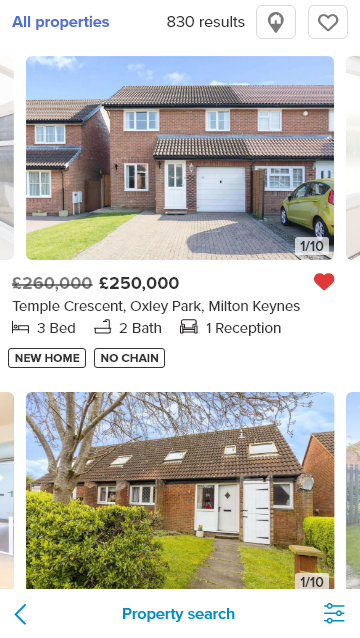 All properties 830 results
1/10
£260,000 £250,000
Temple Crescent, Oxley Park, Milton Keynes
3 Bed 2 Bath 1 Reception
NEW HOME NO CHAIN
1/10
Property search